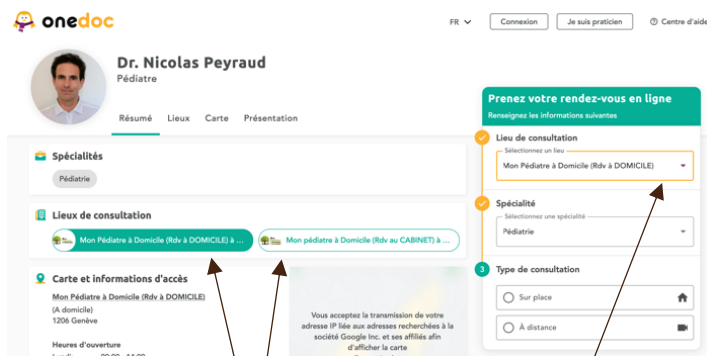 onedoc
FR
Connexion
Je suis praticien
Centre d'aide
Dr. Nicolas Peyraud
Pédiatre
Résumé Lieux Carte Présentation
Spécialités
Pédiatrie
Lieux de consultation
Mon Pédiatre à Domicile (Rdv à DOMICILE) à ...
Mon pédiatre à Domicile (Rdv au CABINET) à ...
Carte et informations d'accès
Mon Pédiatre à Domicile (Rdv à DOMICILE)
(A domicile)
1206 Genève
Heures d'ouverture
Vous acceptez la transmission de votre
adresse IP liée aux adresses recherchées à la
société Google Inc. et ses affiliés afin
d'afficher la carte
Prenez votre rendez-vous en ligne
Renseignez les informations suivantes
Lieu de consultation
Sélectionnez un lieu
Mon Pédiatre à Domicile (Rdv à DOMICILE)
Spécialité
Sélectionnez une spécialité
Pédiatrie
3 Type de consultation
Sur place
À distance